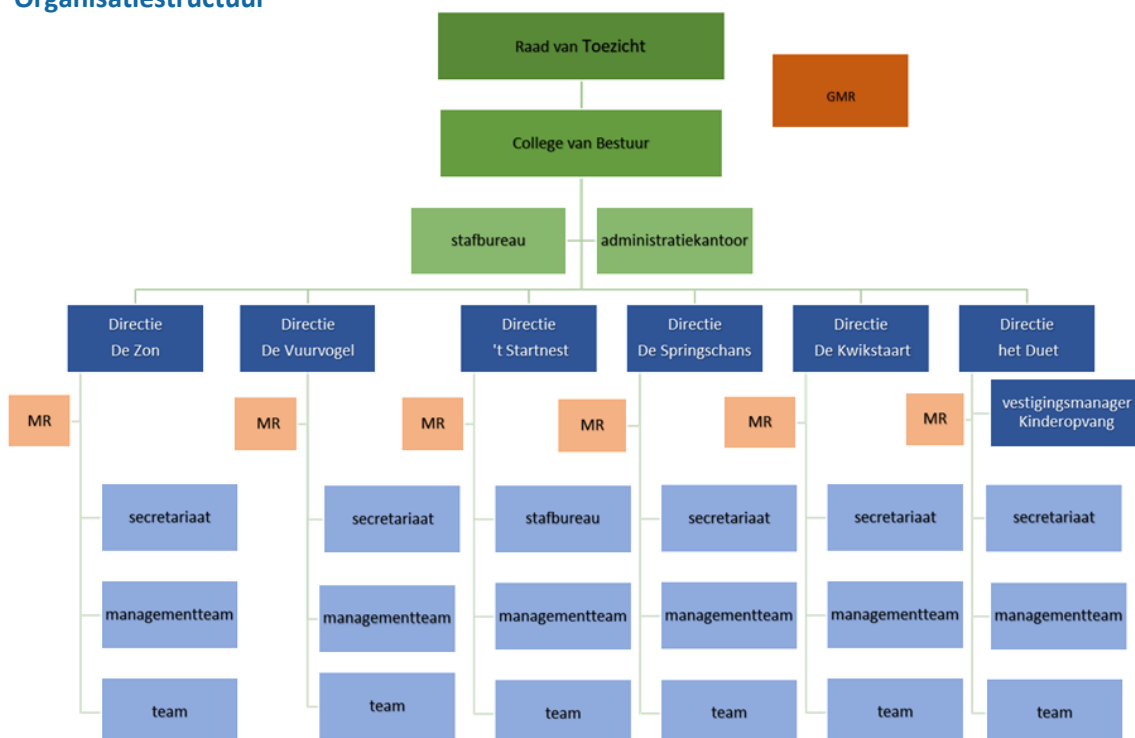 Organisatiestructuur
Raad van Toezicht
GMR
College van Bestuur
stafbureau
administratiekantoor
Directie
De Zon
Directie
De Vuurvogel
Directie
't Startnest
Directie
De Springschans
Directie
De Kwikstaart
Directie
het Duet
MR
MR
MR
MR
MR
MR
vestigingsmanager
Kinderopvang
secretariaat
secretariaat
stafbureau
secretariaat
secretariaat
secretariaat
managementteam
managementteam
managementteam
managementteam
managementteam
managementteam
team
team
team
team
team
team